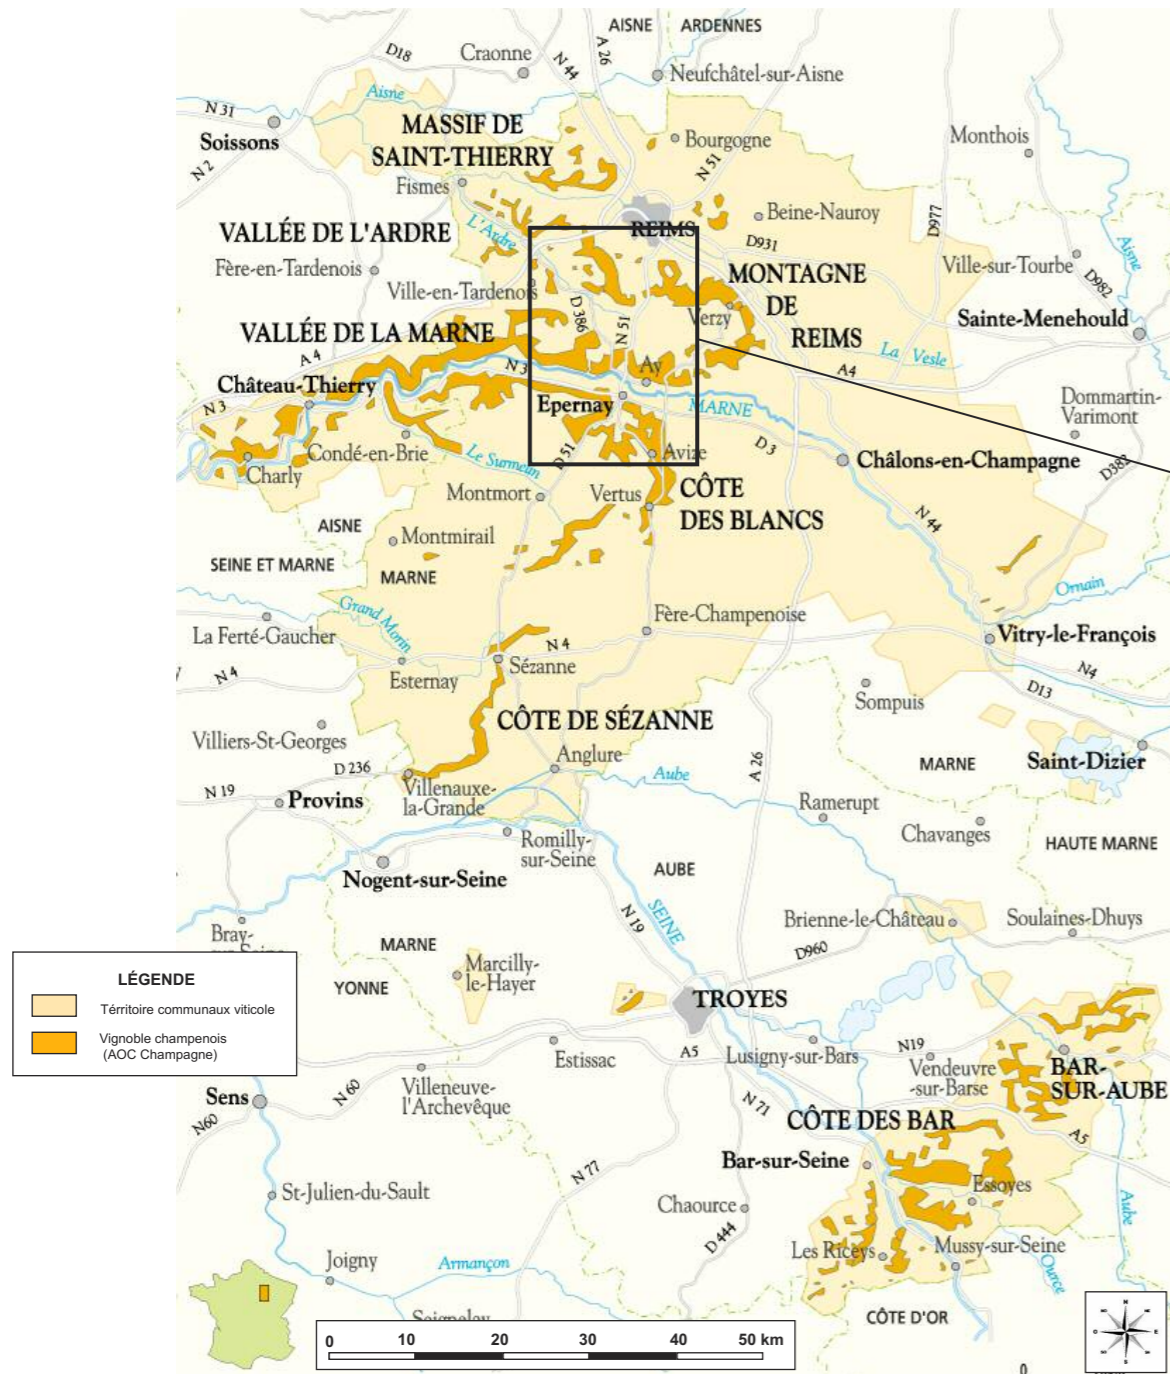 AISNE
ARDENNES
Craonne
D18
N 44
A 26
Neufchâtel-sur-Aisne
Aisne
N 31
Soissons
N 2
MASSIF DE
SAINT-THIERRY
Bourgogne
N 51
Monthois
Fismes
Beine-Nauroy
D977
Aisne
REIMS
L'Ardre
VALLÉE DE L'ARDRE
D931
Ville-sur-Tourbe
D982
Fère-en-Tardenois
Ville-en-Tardenois
MONTAGNE
DE
REIMS
D 386
N 51
Verzy
Sainte-Menehould
VALLÉE DE LA MARNE
La Vesle
A 4
N 3
Ay
A4
Château-Thierry
N 3
Epernay
MARNE
Dommartin-
Varimont
Condé-en-Brie
Charly
Le Surmelin
D 51
Avize
D 3
Châlons-en-Champagne
D382
Montmort
Vertus
CÔTE
DES BLANCS
N 44
AISNE
Montmirail
SEINE ET MARNE
MARNE
Ornain
Grand Morin
Fère-Champenoise
La Ferté-Gaucher
Vitry-le-François
N 4
Esternay
Sézanne
N 4
N4
D13
Sompuis
CÔTE DE SÉZANNE
Villiers-St-Georges
Anglure
A 26
MARNE
Saint-Dizier
D 236
Aube
N 19
Provins
Villenauxe-
la-Grande
Ramerupt
Chavanges
Romilly-
sur-Seine
HAUTE MARNE
Nogent-sur-Seine
AUBE
SEINE
N 19
Brienne-le-Château
Soulaines-Dhuys
Bray-
sur-Seine
MARNE
D960
YONNE
Marcilly-
le-Hayer
TROYES
LÉGENDE
Térritoire communaux viticole
Vignoble champenois
(AOC Champagne)
Estissac
A5
Lusigny-sur-Bars
N19
Vendeuvre
-sur-Barse
BAR-
SUR-AUBE
Sens
N 60
Villeneuve-
l'Archevêque
N60
N 71
CÔTE DES BAR
A5
Bar-sur-Seine
N 77
St-Julien-du-Sault
Essoyes
Chaource
Aube
D 444
Les Riceys
Mussy-sur-Seine
Ource
Joigny
Armançon
Seignelay
CÔTE D'OR
0 10 20 30 40 50 km
N
O
E
S
0